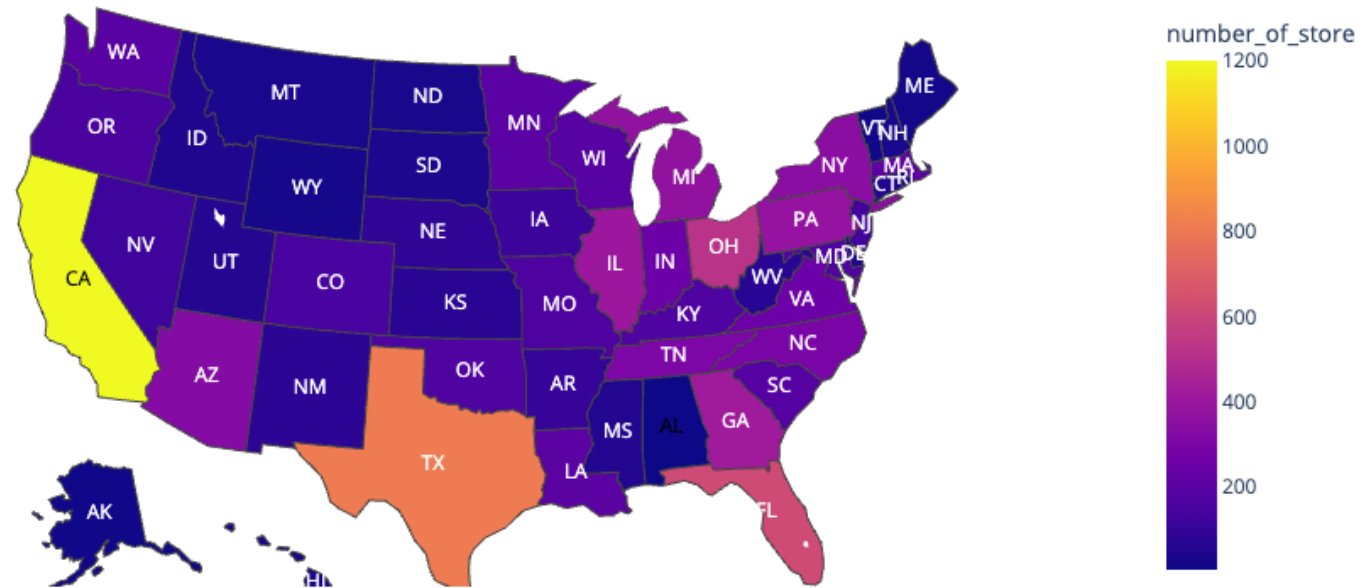 number_of_store
1200
1000
800
600
400
200
WA
MT
ND
ME
OR
ID
MN
VT
NH
SD
WI
NY
MA
WY
MI
CT
RI
IA
NE
PA
NJ
NV
UT
CO
IL
IN
OH
MD
DE
CA
KS
MO
WV
VA
KY
NC
TN
AZ
NM
OK
AR
SC
MS
AL
GA
TX
LA
AK
FL
HI